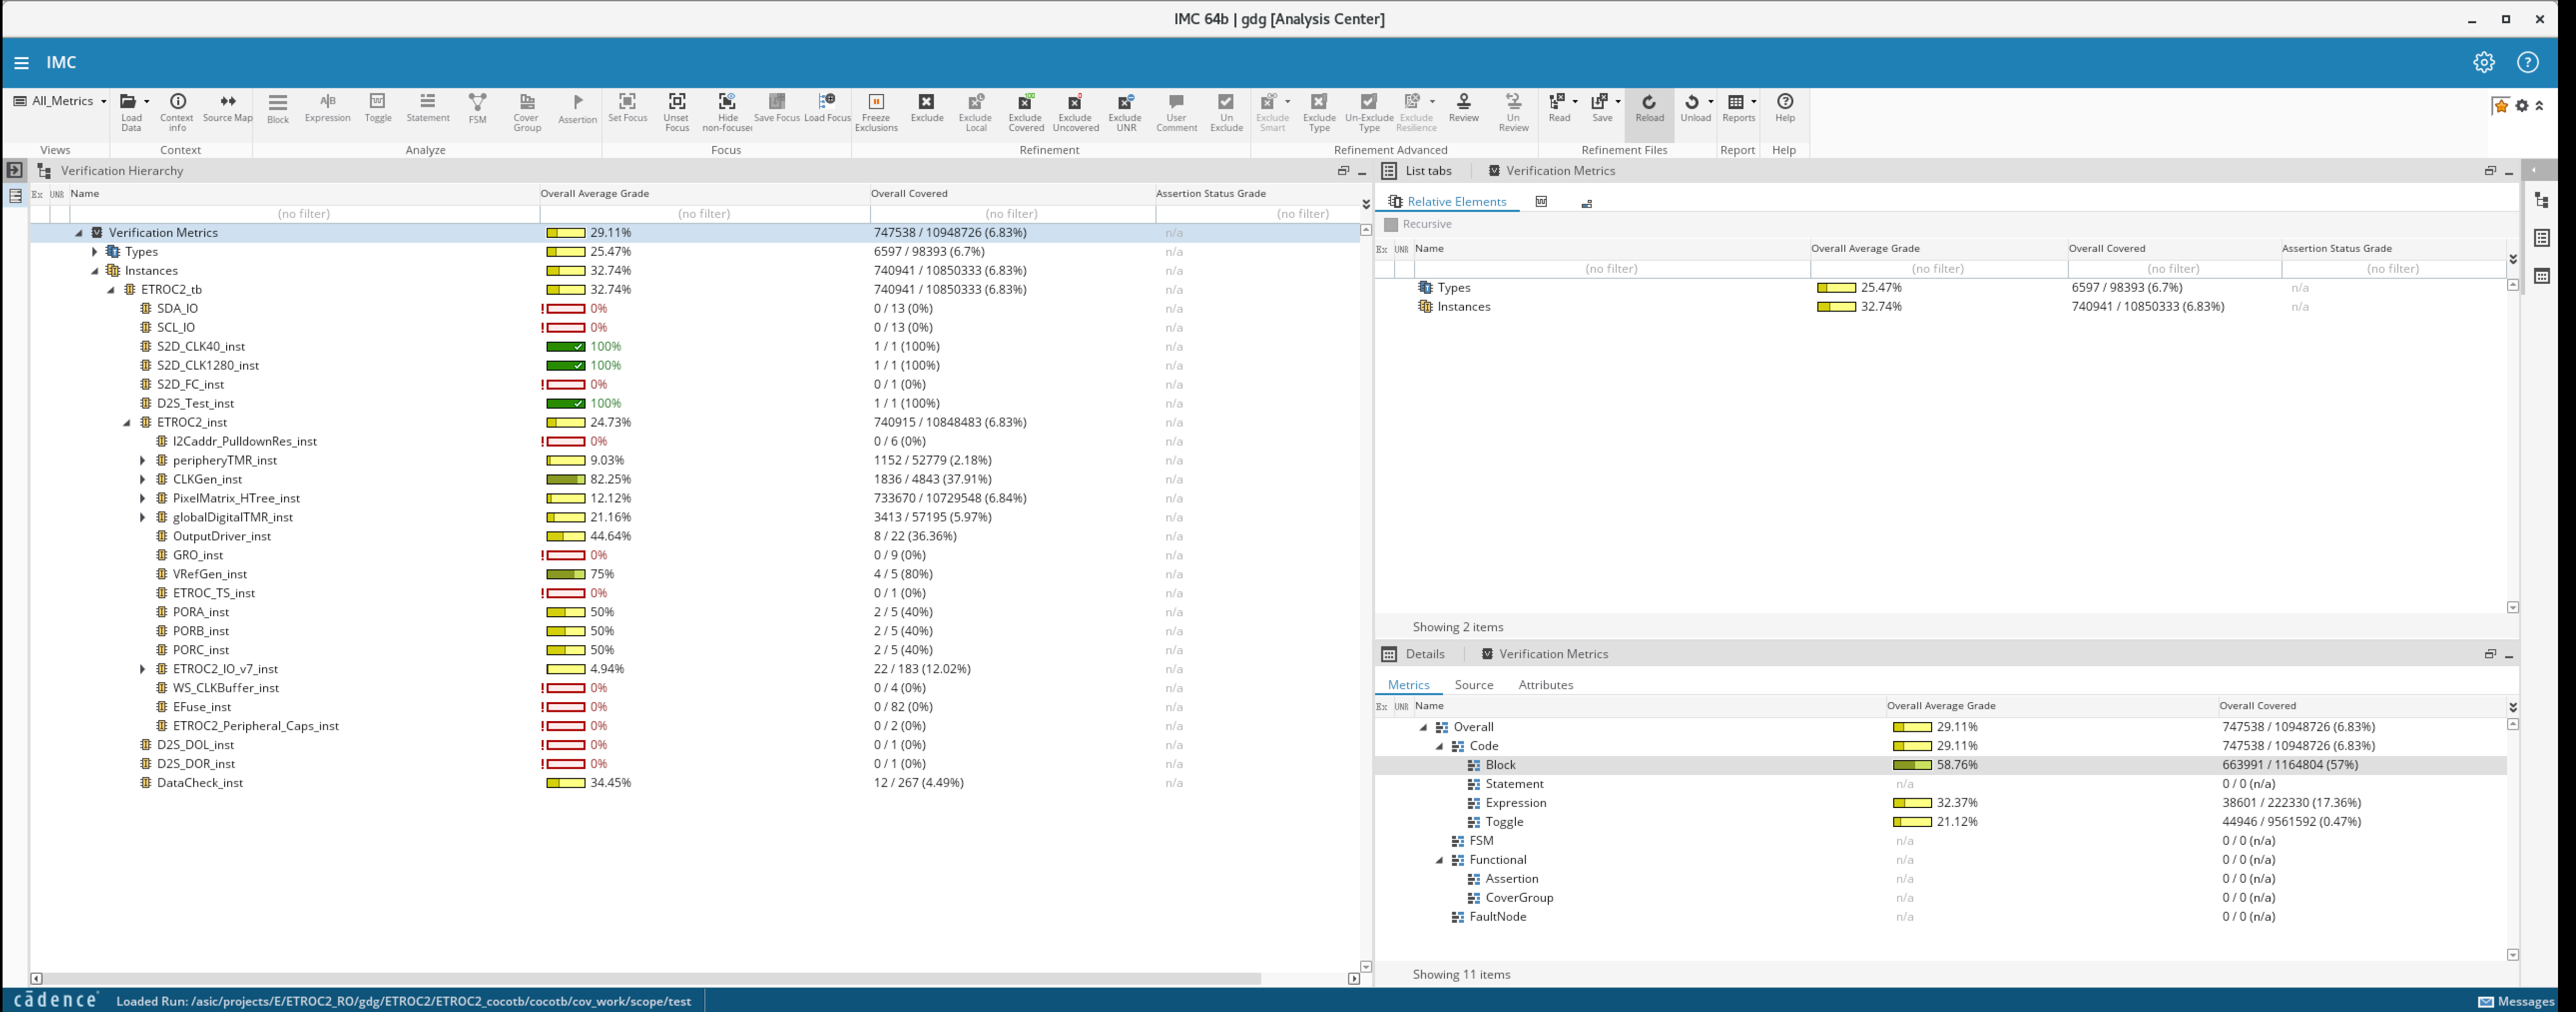 IMC 64b | gdg [Analysis Center]
IMC
All_Metrics
Load Data
Context info
Source Map
Block
Expression
Toggle
Statement
FSM
Cover Group
Assertion
Set Focus
Unset Focus
Hide non-focused
Save Focus
Load Focus
Freeze Exclusions
Exclude
Exclude Local
Exclude Covered
Exclude Uncovered
Exclude UNR
User Comment
Un Exclude
Exclude Smart
Exclude Type
Un-Exclude Type
Exclude Resilience
Review
Un Review
Read
Save
Reload
Unload
Reports
Help
Views Context Analyze Focus Refinement Refinement Advanced Refinement Files Report Help
Verification Hierarchy
Ex UNR Name Overall Average Grade Overall Covered Assertion Status Grade
(no filter) (no filter) (no filter) (no filter)
Verification Metrics 29.11% 747538 / 10948726 (6.83%) n/a
Types 25.47% 6597 / 98393 (6.7%) n/a
Instances 32.74% 740941 / 10850333 (6.83%) n/a
ETROC2_tb 32.74% 740941 / 10850333 (6.83%) n/a
SDA_IO 0% 0 / 13 (0%) n/a
SCL_IO 0% 0 / 13 (0%) n/a
S2D_CLK40_inst 100% 1 / 1 (100%) n/a
S2D_CLK1280_inst 100% 1 / 1 (100%) n/a
S2D_FC_inst 0% 0 / 1 (0%) n/a
D2S_Test_inst 100% 1 / 1 (100%) n/a
ETROC2_inst 24.73% 740915 / 10848483 (6.83%) n/a
I2Caddr_PulldownRes_inst 0% 0 / 6 (0%) n/a
peripheryTMR_inst 9.03% 1152 / 52779 (2.18%) n/a
CLKGen_inst 82.25% 1836 / 4843 (37.91%) n/a
PixelMatrix_HTree_inst 12.12% 733670 / 10729548 (6.84%) n/a
globalDigitalTMR_inst 21.16% 3413 / 57195 (5.97%) n/a
OutputDriver_inst 44.64% 8 / 22 (36.36%) n/a
GRO_inst 0% 0 / 9 (0%) n/a
VRefGen_inst 75% 4 / 5 (80%) n/a
ETROC_TS_inst 0% 0 / 1 (0%) n/a
PORA_inst 50% 2 / 5 (40%) n/a
PORB_inst 50% 2 / 5 (40%) n/a
PORC_inst 50% 2 / 5 (40%) n/a
ETROC2_IO_v7_inst 4.94% 22 / 183 (12.02%) n/a
WS_CLKBuffer_inst 0% 0 / 4 (0%) n/a
EFuse_inst 0% 0 / 82 (0%) n/a
ETROC2_Peripheral_Caps_inst 0% 0 / 2 (0%) n/a
D2S_DOL_inst 0% 0 / 1 (0%) n/a
D2S_DOR_inst 0% 0 / 1 (0%) n/a
DataCheck_inst 34.45% 12 / 267 (4.49%) n/a
List tabs Verification Metrics
Relative Elements
Recursive
Ex UNR Name Overall Average Grade Overall Covered Assertion Status Grade
(no filter) (no filter) (no filter) (no filter)
Types 25.47% 6597 / 98393 (6.7%) n/a
Instances 32.74% 740941 / 10850333 (6.83%) n/a
Showing 2 items
Details Verification Metrics
Metrics Source Attributes
Ex UNR Name Overall Average Grade Overall Covered
Overall 29.11% 747538 / 10948726 (6.83%)
Code 29.11% 747538 / 10948726 (6.83%)
Block 58.76% 663991 / 1164804 (57%)
Statement n/a 0 / 0 (n/a)
Expression 32.37% 38601 / 222330 (17.36%)
Toggle 21.12% 44946 / 9561592 (0.47%)
FSM n/a 0 / 0 (n/a)
Functional n/a 0 / 0 (n/a)
Assertion n/a 0 / 0 (n/a)
CoverGroup n/a 0 / 0 (n/a)
FaultNode n/a 0 / 0 (n/a)
Showing 11 items
cādence Loaded Run: /asic/projects/E/ETROC2_RO/gdg/ETROC2/ETROC2_cocotb/cocotb/cov_work/scope/test
Messages